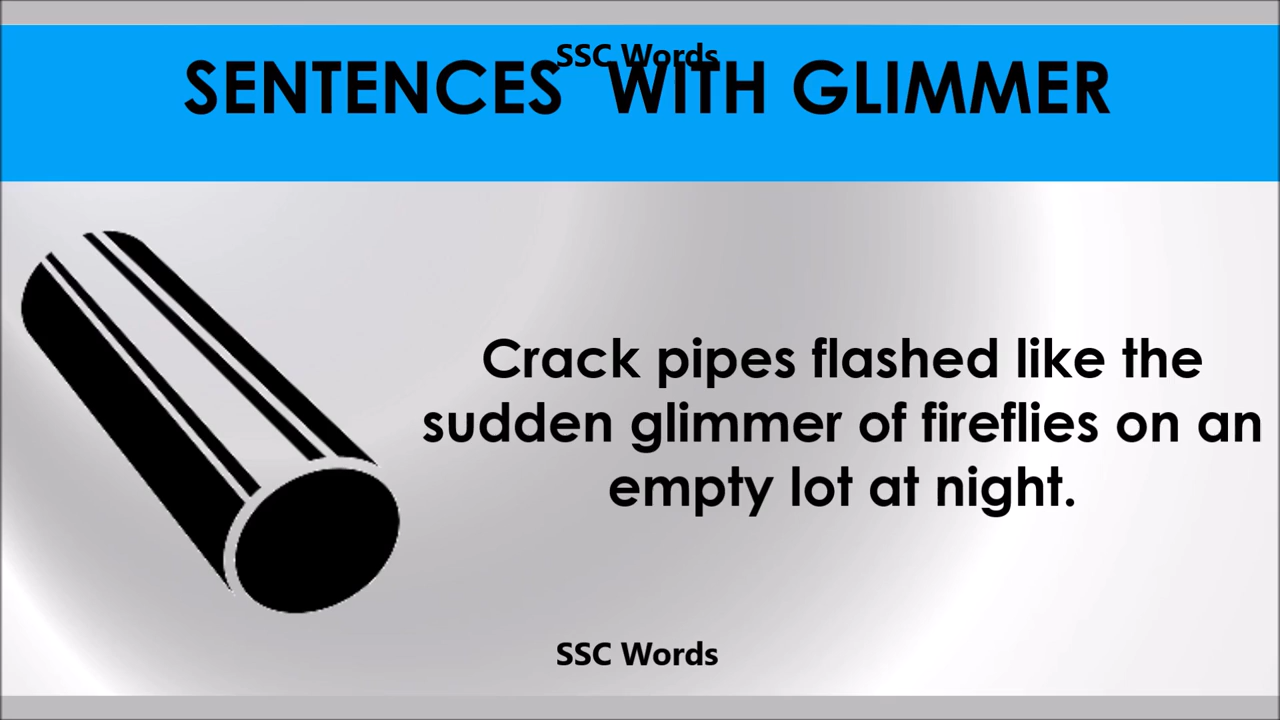 SSC Words
SENTENCES WITH GLIMMER
Crack pipes flashed like the
sudden glimmer of fireflies on an
empty lot at night.
SSC Words